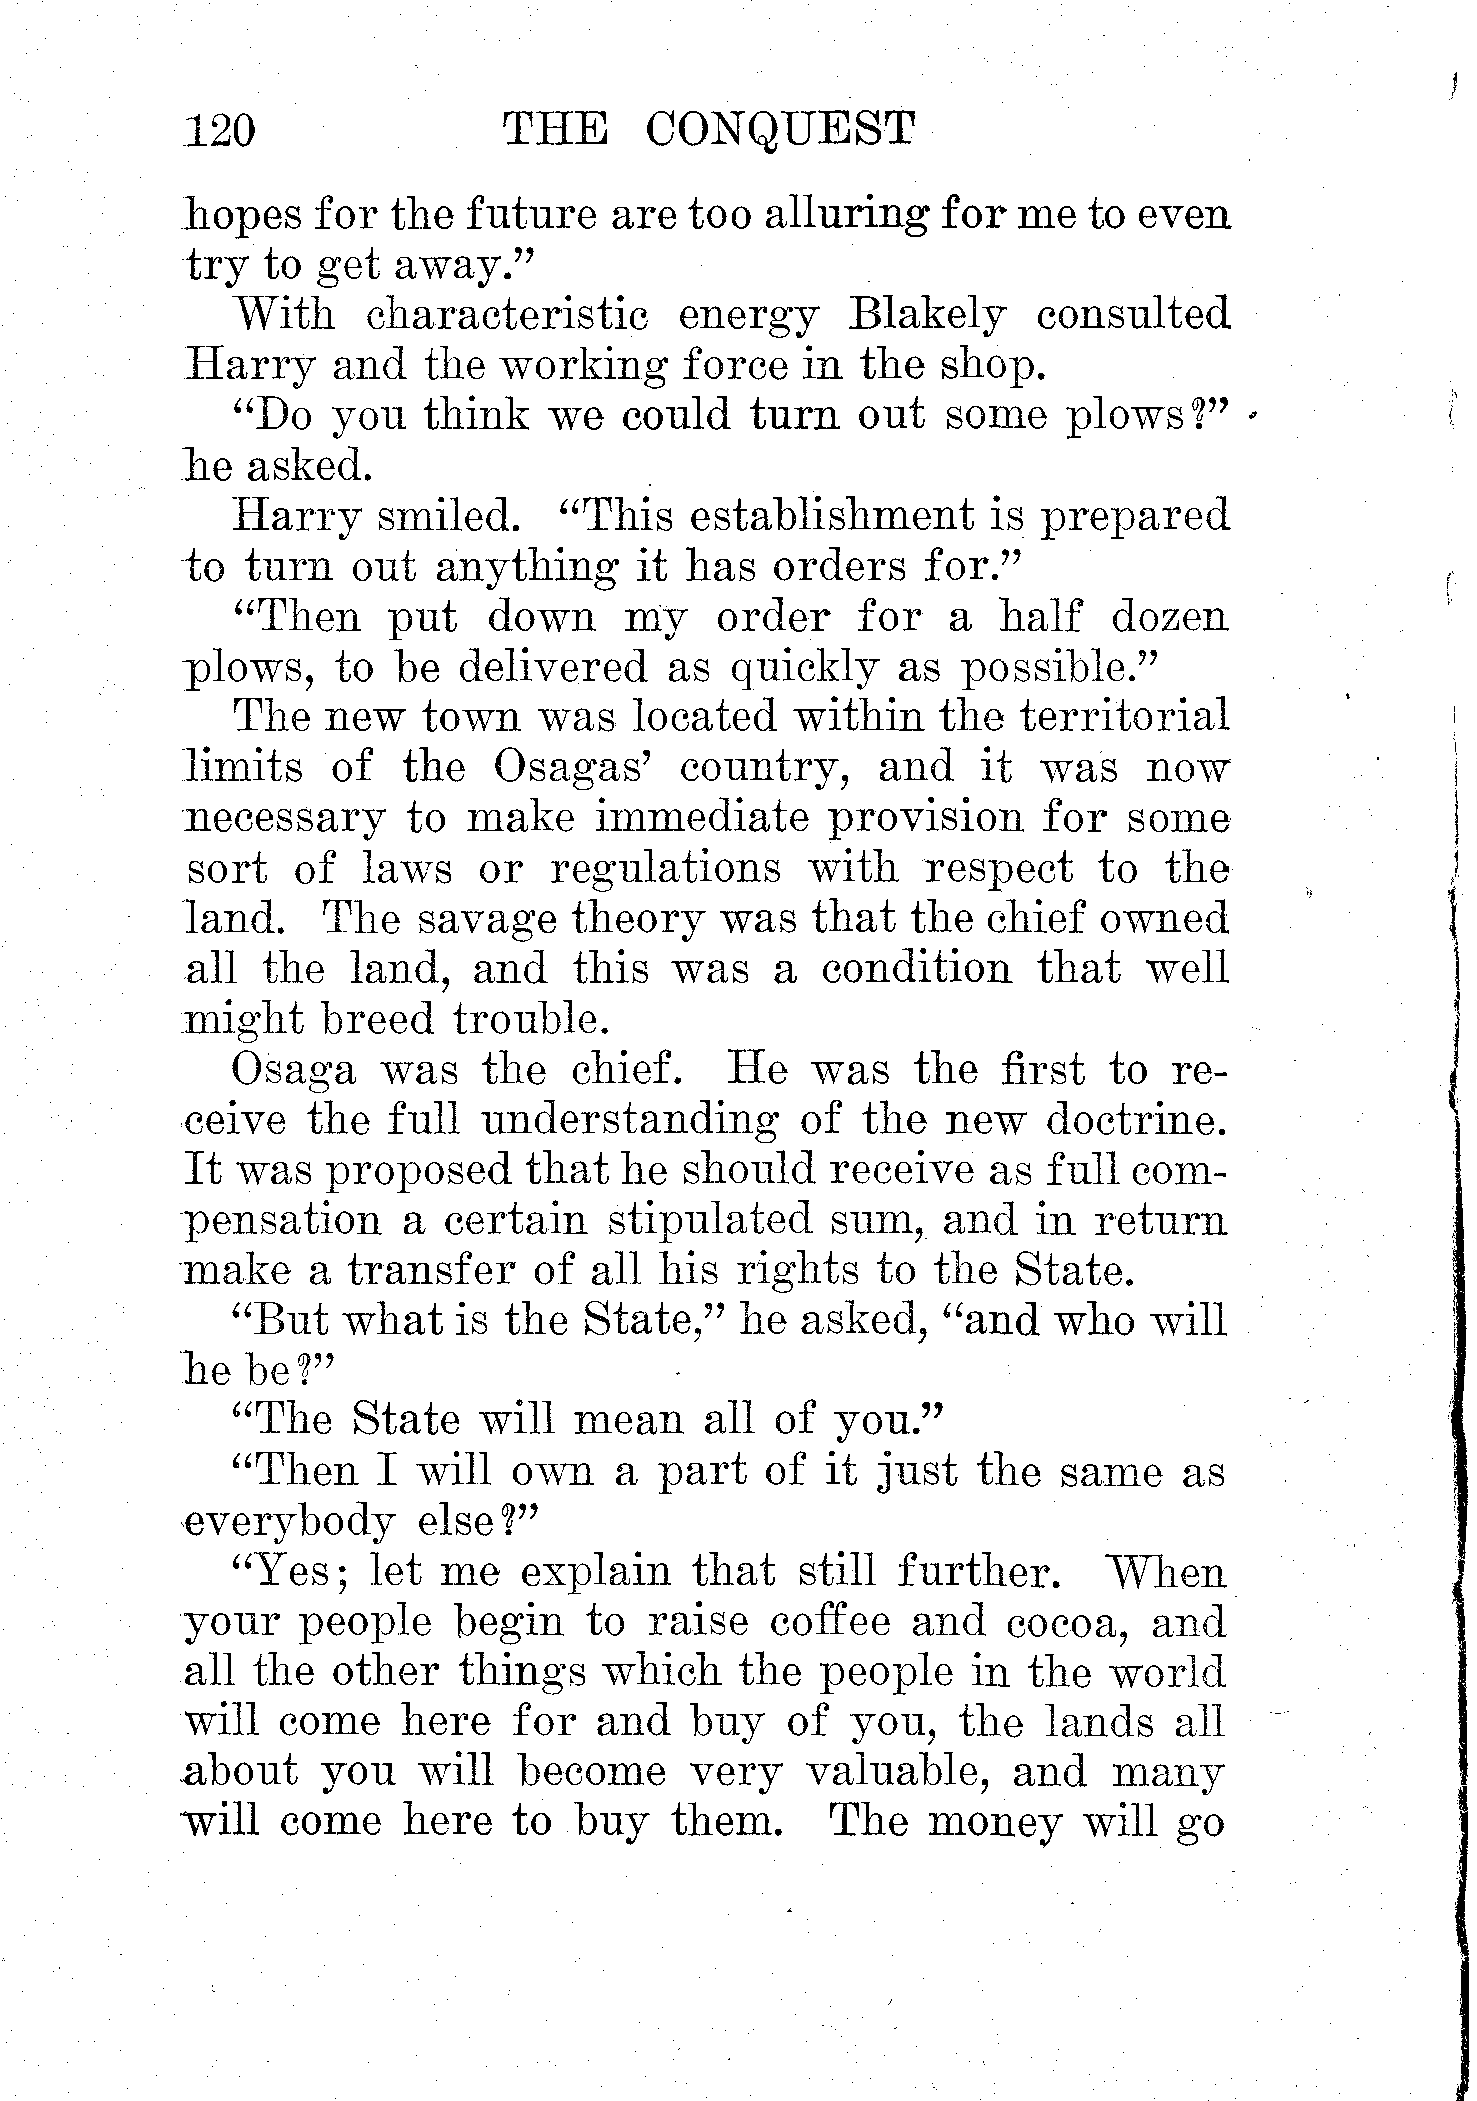 120 THE CONQUEST
hopes for the future are too alluring for me to even
try to get away.”
With characteristic energy Blakely consulted
Harry and the working force in the shop.
“Do you think we could turn out some plows?”
he asked.
Harry smiled. “This establishment is prepared
to turn out anything it has orders for.”
“Then put down my order for a half dozen
plows, to be delivered as quickly as possible.”
The new town was located within the territorial
limits of the Osagas’ country, and it was now
necessary to make immediate provision for some
sort of laws or regulations with respect to the
land. The savage theory was that the chief owned
all the land, and this was a condition that well
might breed trouble.
Osaga was the chief. He was the first to re-
ceive the full understanding of the new doctrine.
It was proposed that he should receive as full com-
pensation a certain stipulated sum, and in return
make a transfer of all his rights to the State.
“But what is the State,” he asked, “and who will
he be?”
“The State will mean all of you.”
“Then I will own a part of it just the same as
everybody else?”
“Yes; let me explain that still further. When
your people begin to raise coffee and cocoa, and
all the other things which the people in the world
will come here for and buy of you, the lands all
about you will become very valuable, and many
will come here to buy them. The money will go